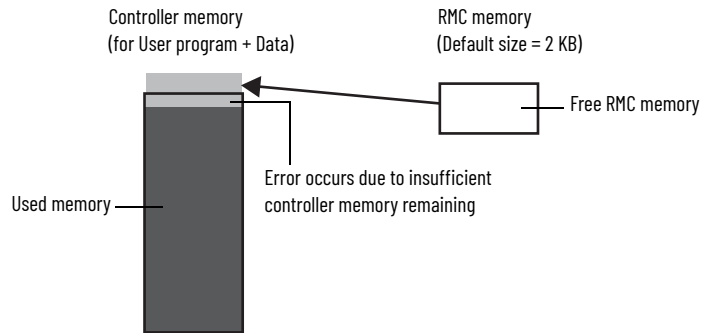 Controller memory
(for User program + Data)
RMC memory
(Default size = 2 KB)
Free RMC memory
Error occurs due to insufficient
controller memory remaining
Used memory